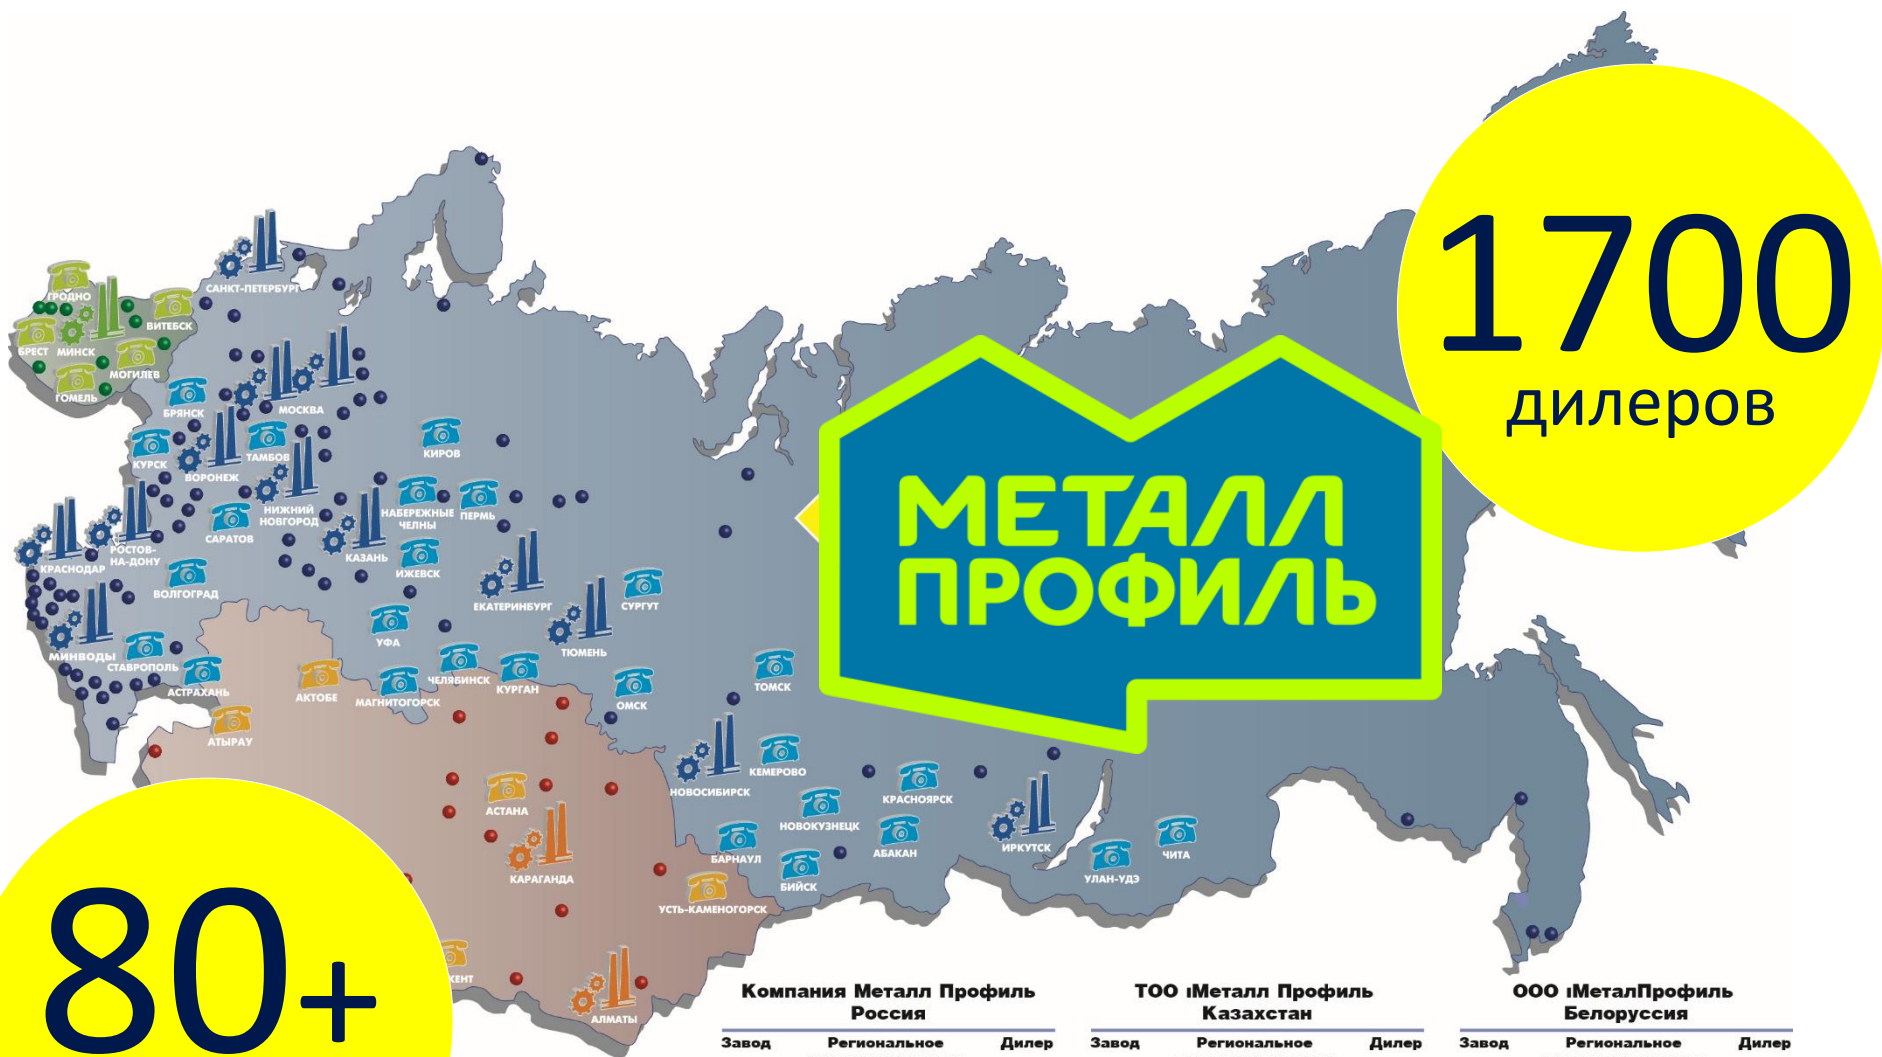 1700
дилеров
САНКТ-ПЕТЕРБУРГ
ГРОДНО
ВИТЕБСК
БРЕСТ
МИНСК
МОГИЛЕВ
ГОМЕЛЬ
БРЯНСК
МОСКВА
КУРСК
ТАМБОВ
КИРОВ
ВОРОНЕЖ
НИЖНИЙ
НОВГОРОД
НАБЕРЕЖНЫЕ
ЧЕЛНЫ
ПЕРМЬ
САРАТОВ
РОСТОВ-
НА-ДОНУ
КРАСНОДАР
КАЗАНЬ
ИЖЕВСК
ВОЛГОГРАД
ЕКАТЕРИНБУРГ
СУРГУТ
УФА
ТЮМЕНЬ
МИНВОДЫ
СТАВРОПОЛЬ
АСТРАХАНЬ
АКТОБЕ
МАГНИТОГОРСК
ЧЕЛЯБИНСК
КУРГАН
ОМСК
ТОМСК
АТЫРАУ
МЕТАЛЛ
ПРОФИЛЬ
НОВОСИБИРСК
КЕМЕРОВО
КРАСНОЯРСК
АСТАНА
НОВОКУЗНЕЦК
БАРНАУЛ
АБАКАН
ИРКУТСК
ЧИТА
КАРАГАНДА
БИЙСК
УЛАН-УДЭ
УСТЬ-КАМЕНОГОРСК
80+
КЕНТ
АЛМАТЫ
Компания Металл Профиль
Россия
Завод Региональное Дилер
ТОО ıМеталл Профиль
Казахстан
Завод Региональное Дилер
ООО ıМеталПрофиль
Белоруссия
Завод Региональное Дилер